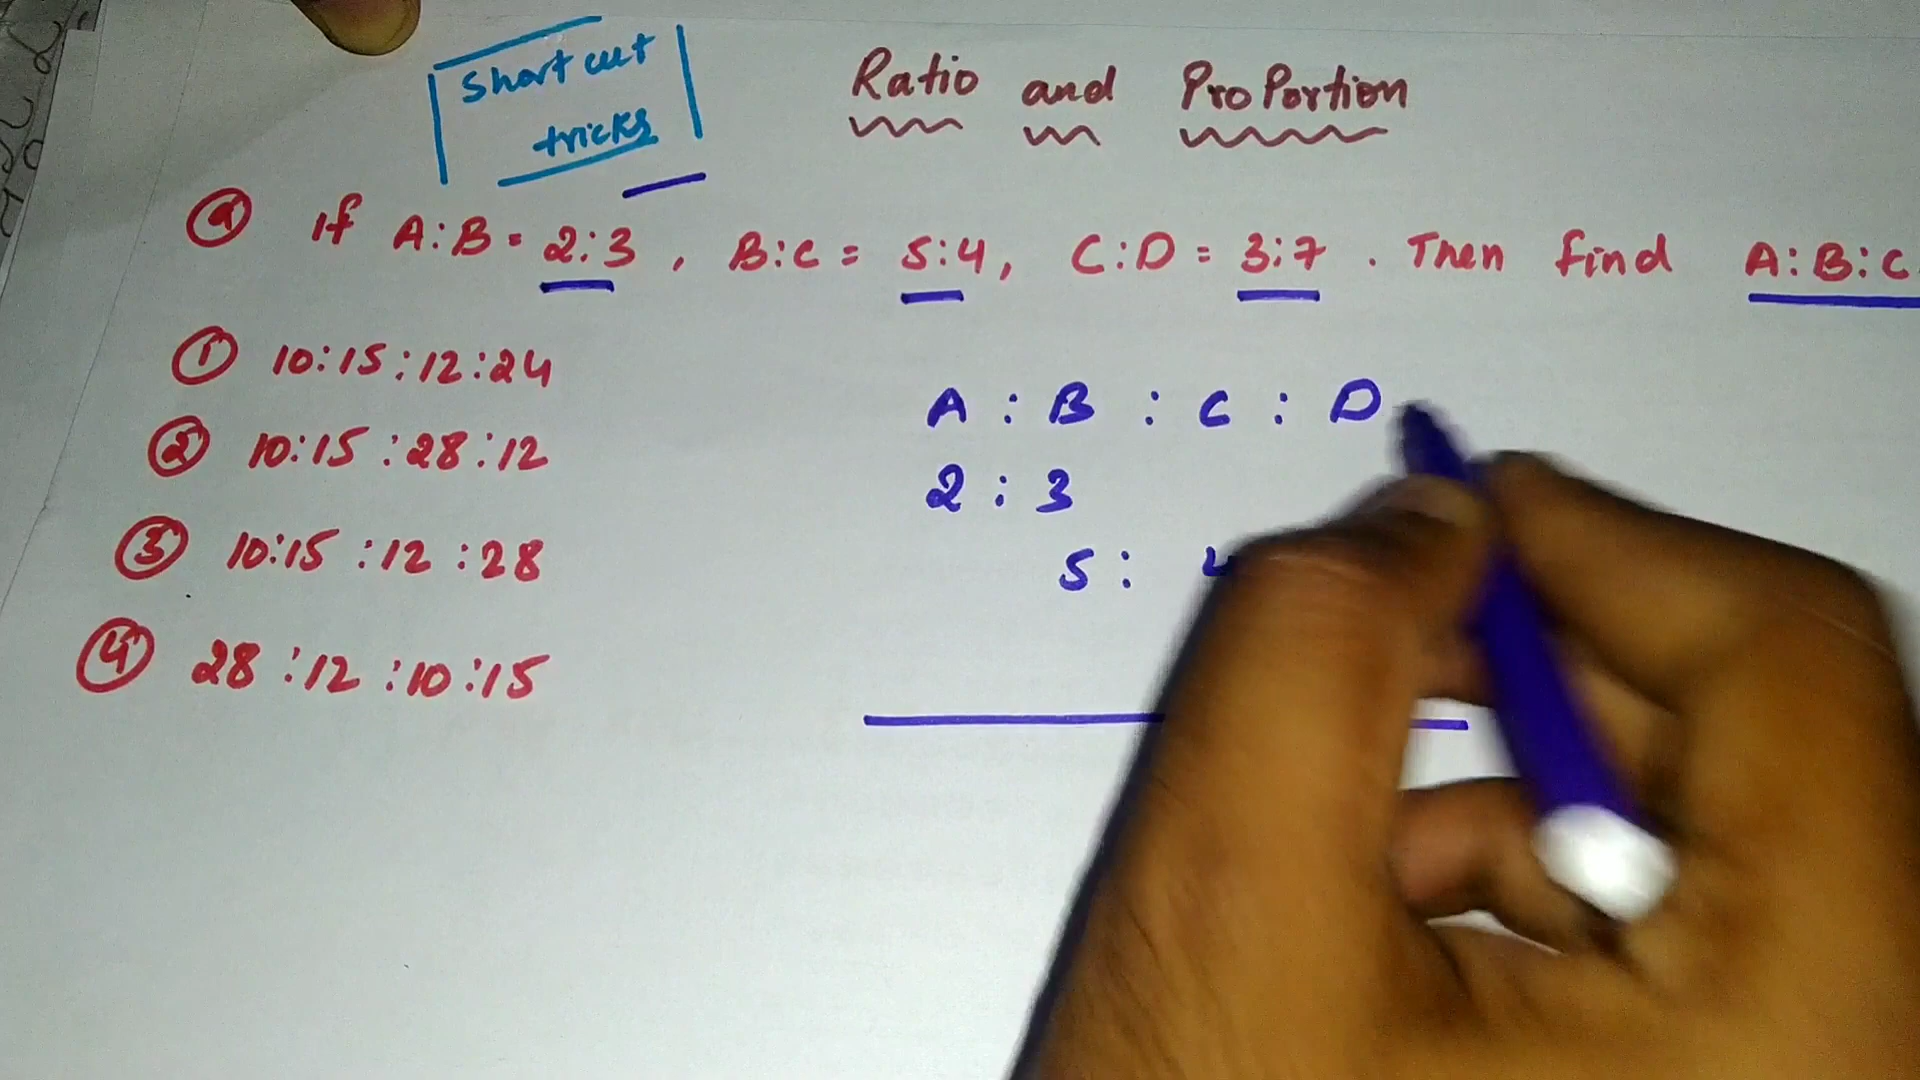 Short cut
tricks
Ratio and ProPortion
Q If A:B = 2:3, B:C = 5:4, C:D = 3:7. Then find A:B:C
① 10:15:12:24
② 10:15:28:12
③ 10:15:12:28
④ 28:12:10:15
A : B : C : D
2 : 3
5 : 4